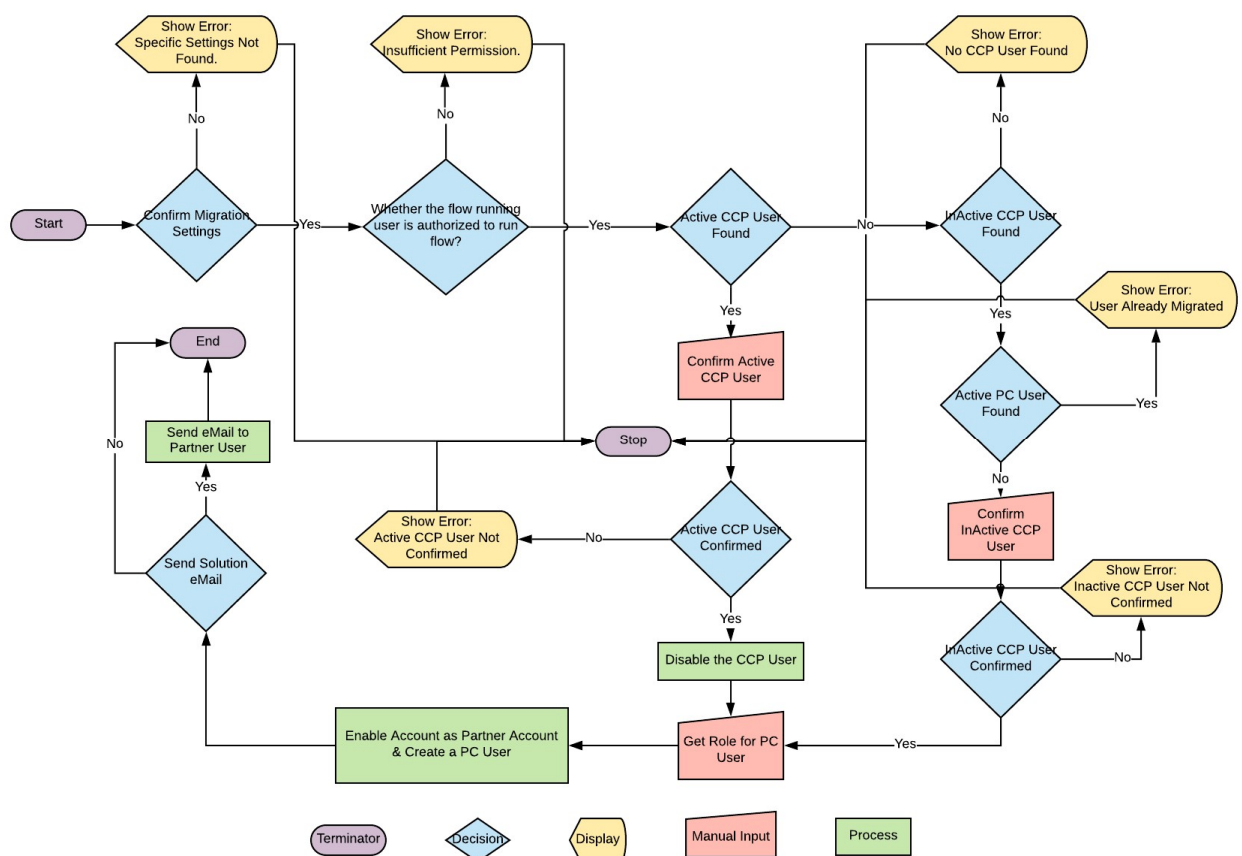 Show Error:
Specific Settings Not
Found.
Show Error:
Insufficient Permission.
Show Error:
No CCP User Found
No
No
No
Start
Confirm Migration
Settings
Yes
Whether the flow running
user is authorized to run
flow?
Yes
Active CCP User
Found
No
InActive CCP User
Found
Yes
Yes
Show Error:
User Already Migrated
End
Confirm Active
CCP User
Active PC User
Found
Yes
Send eMail to
Partner User
No
Stop
Yes
No
Confirm
InActive CCP
User
Show Error:
Active CCP User Not
Confirmed
No
Active CCP User
Confirmed
Send Solution
eMail
Show Error:
Inactive CCP User Not
Confirmed
Yes
Disable the CCP User
InActive CCP User
Confirmed
No
Enable Account as Partner Account
& Create a PC User
Get Role for PC
User
Yes
Terminator
Decision
Display
Manual Input
Process